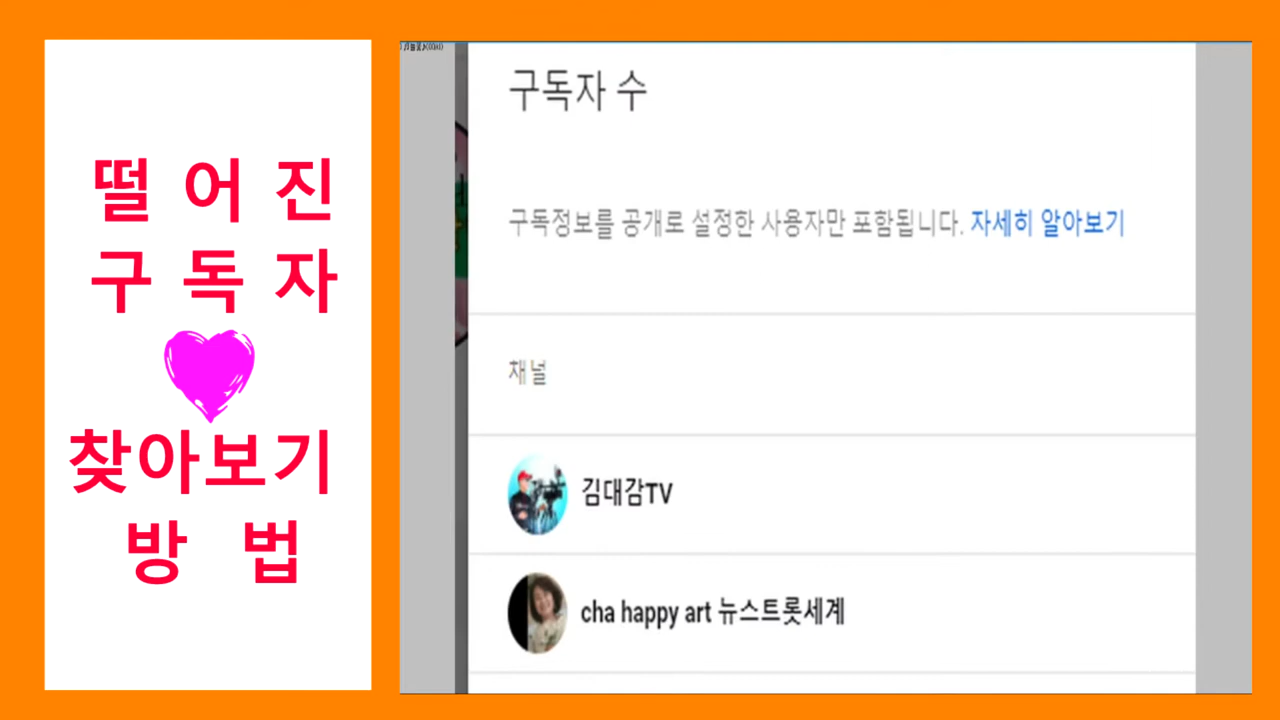 떨어진
구독자
찾아보기
방 법
구독자 수
구독정보를 공개로 설정한 사용자만 포함됩니다. 자세히 알아보기
채널
김대감TV
cha happy art 뉴스트롯세계